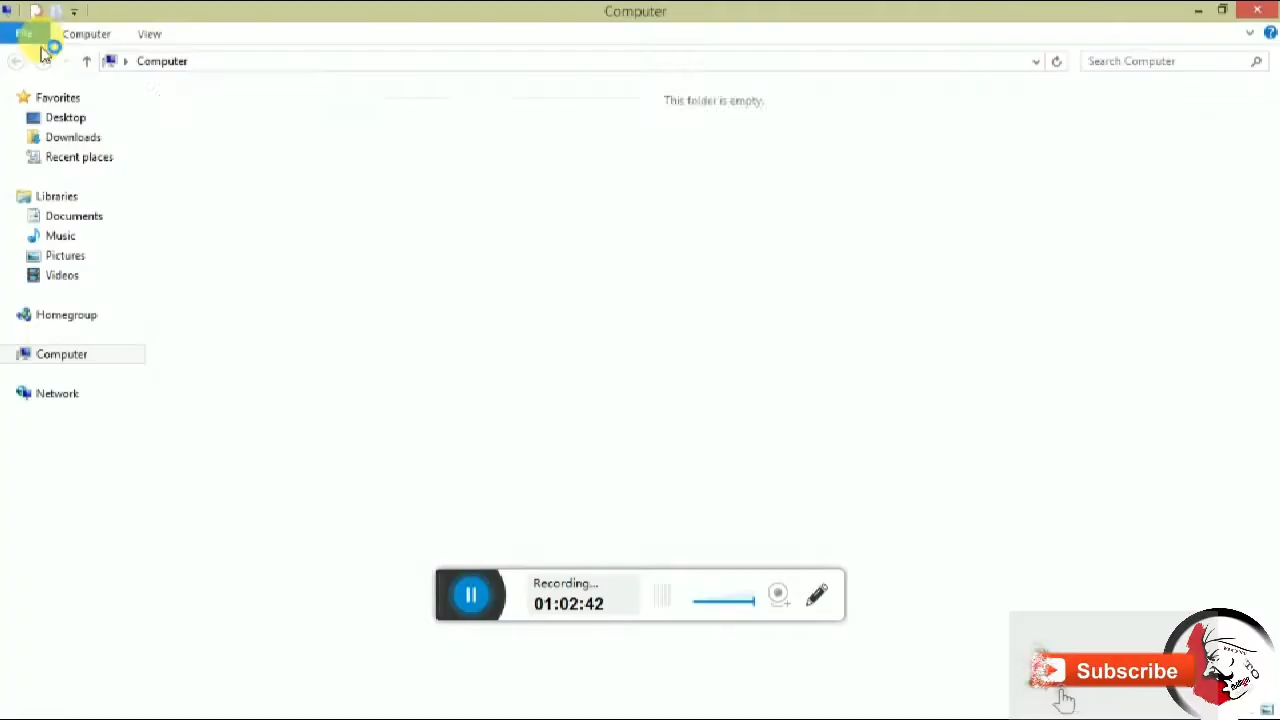 Computer
File
Computer
View
Computer
Search Computer
Favorites
This folder is empty.
Desktop
Downloads
Recent places
Libraries
Documents
Music
Pictures
Videos
Homegroup
Computer
Network
Recording...
01:02:42
Subscribe